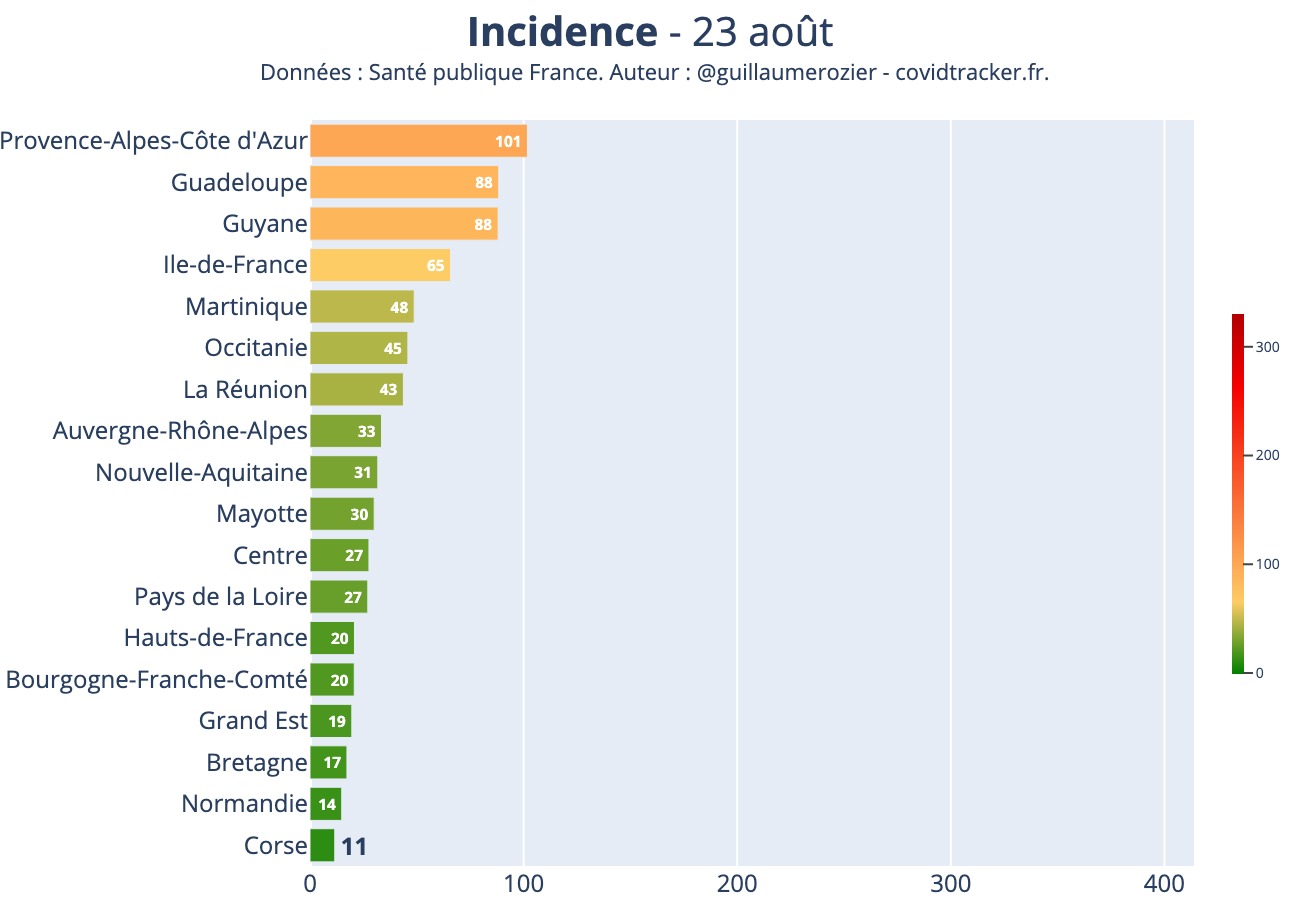 Incidence - 23 août
Données : Santé publique France. Auteur : @guillaumerozier - covidtracker.fr.
Provence-Alpes-Côte d'Azur 101
Guadeloupe 88
Guyane 88
Ile-de-France 65
Martinique 48
Occitanie 45
La Réunion 43
Auvergne-Rhône-Alpes 33
Nouvelle-Aquitaine 31
Mayotte 30
Centre 27
Pays de la Loire 27
Hauts-de-France 20
Bourgogne-Franche-Comté 20
Grand Est 19
Bretagne 17
Normandie 14
Corse 11
0 100 200 300 400
300
200
100
0